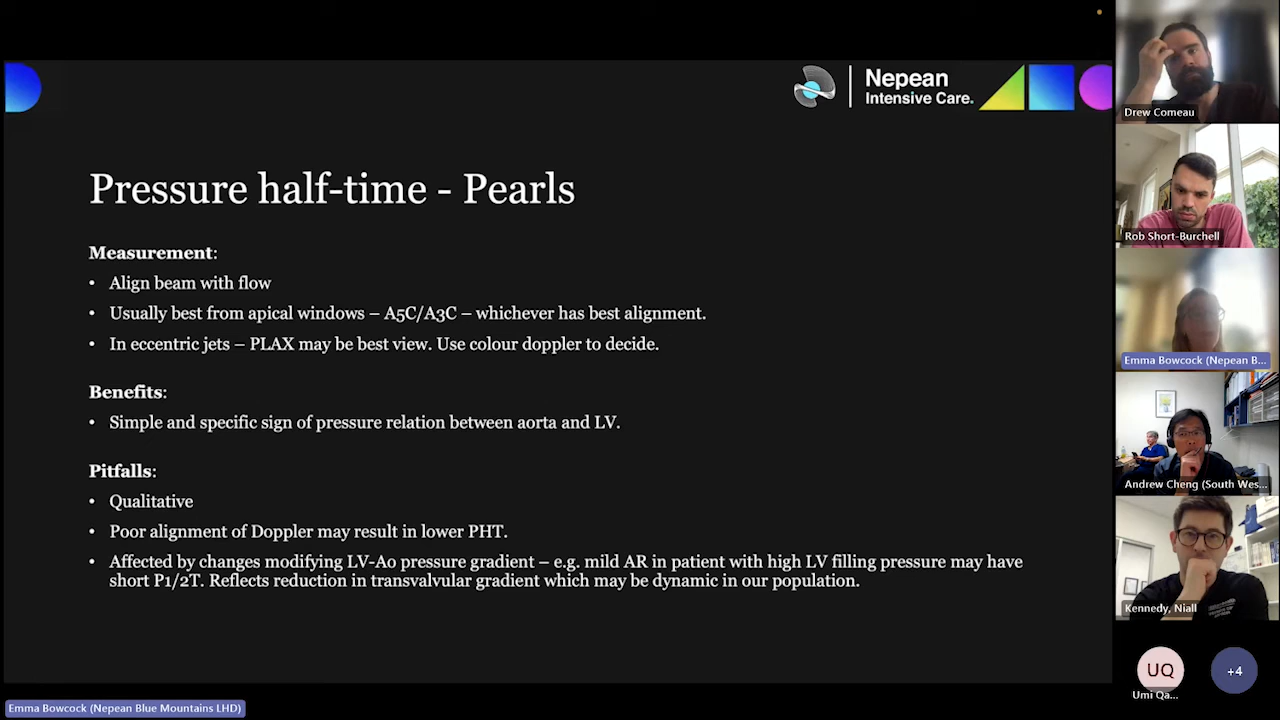 Nepean
Intensive Care.
Pressure half-time - Pearls
Measurement:
• Align beam with flow
• Usually best from apical windows – A5C/A3C – whichever has best alignment.
• In eccentric jets – PLAX may be best view. Use colour doppler to decide.
Benefits:
• Simple and specific sign of pressure relation between aorta and LV.
Pitfalls:
• Qualitative
• Poor alignment of Doppler may result in lower PHT.
• Affected by changes modifying LV-Ao pressure gradient – e.g. mild AR in patient with high LV filling pressure may have
short P1/2T. Reflects reduction in transvalvular gradient which may be dynamic in our population.
Emma Bowcock (Nepean Blue Mountains LHD)
Drew Comeau
Rob Short-Burchell
Emma Bowcock (Nepean B...
Andrew Cheng (South Wes...
Kennedy, Niall
UQ
Umi Qa...
+4